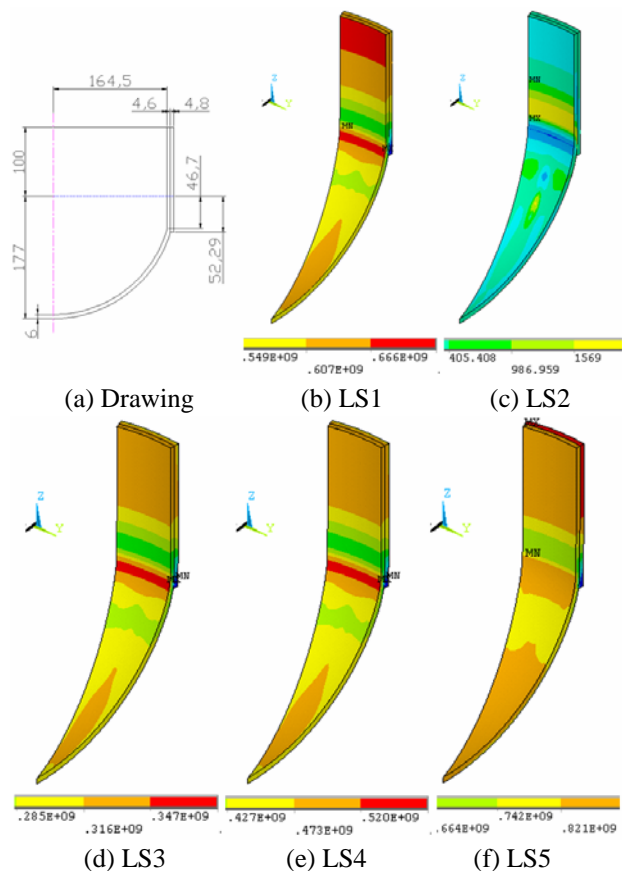 164,5
4,6 4,8
100
46,7
177
52,29
6
(a) Drawing
Z
Y
MN
.549E+09 .666E+09
.607E+09
(b) LS1
Z
Y
MN
MX
405.408 1569
986.959
(c) LS2
Z
Y
MN
.285E+09 .347E+09
.316E+09
(d) LS3
Z
Y
MN
.427E+09 .520E+09
.473E+09
(e) LS4
Z
Y
MX
MN
.664E+09 .821E+09
.742E+09
(f) LS5